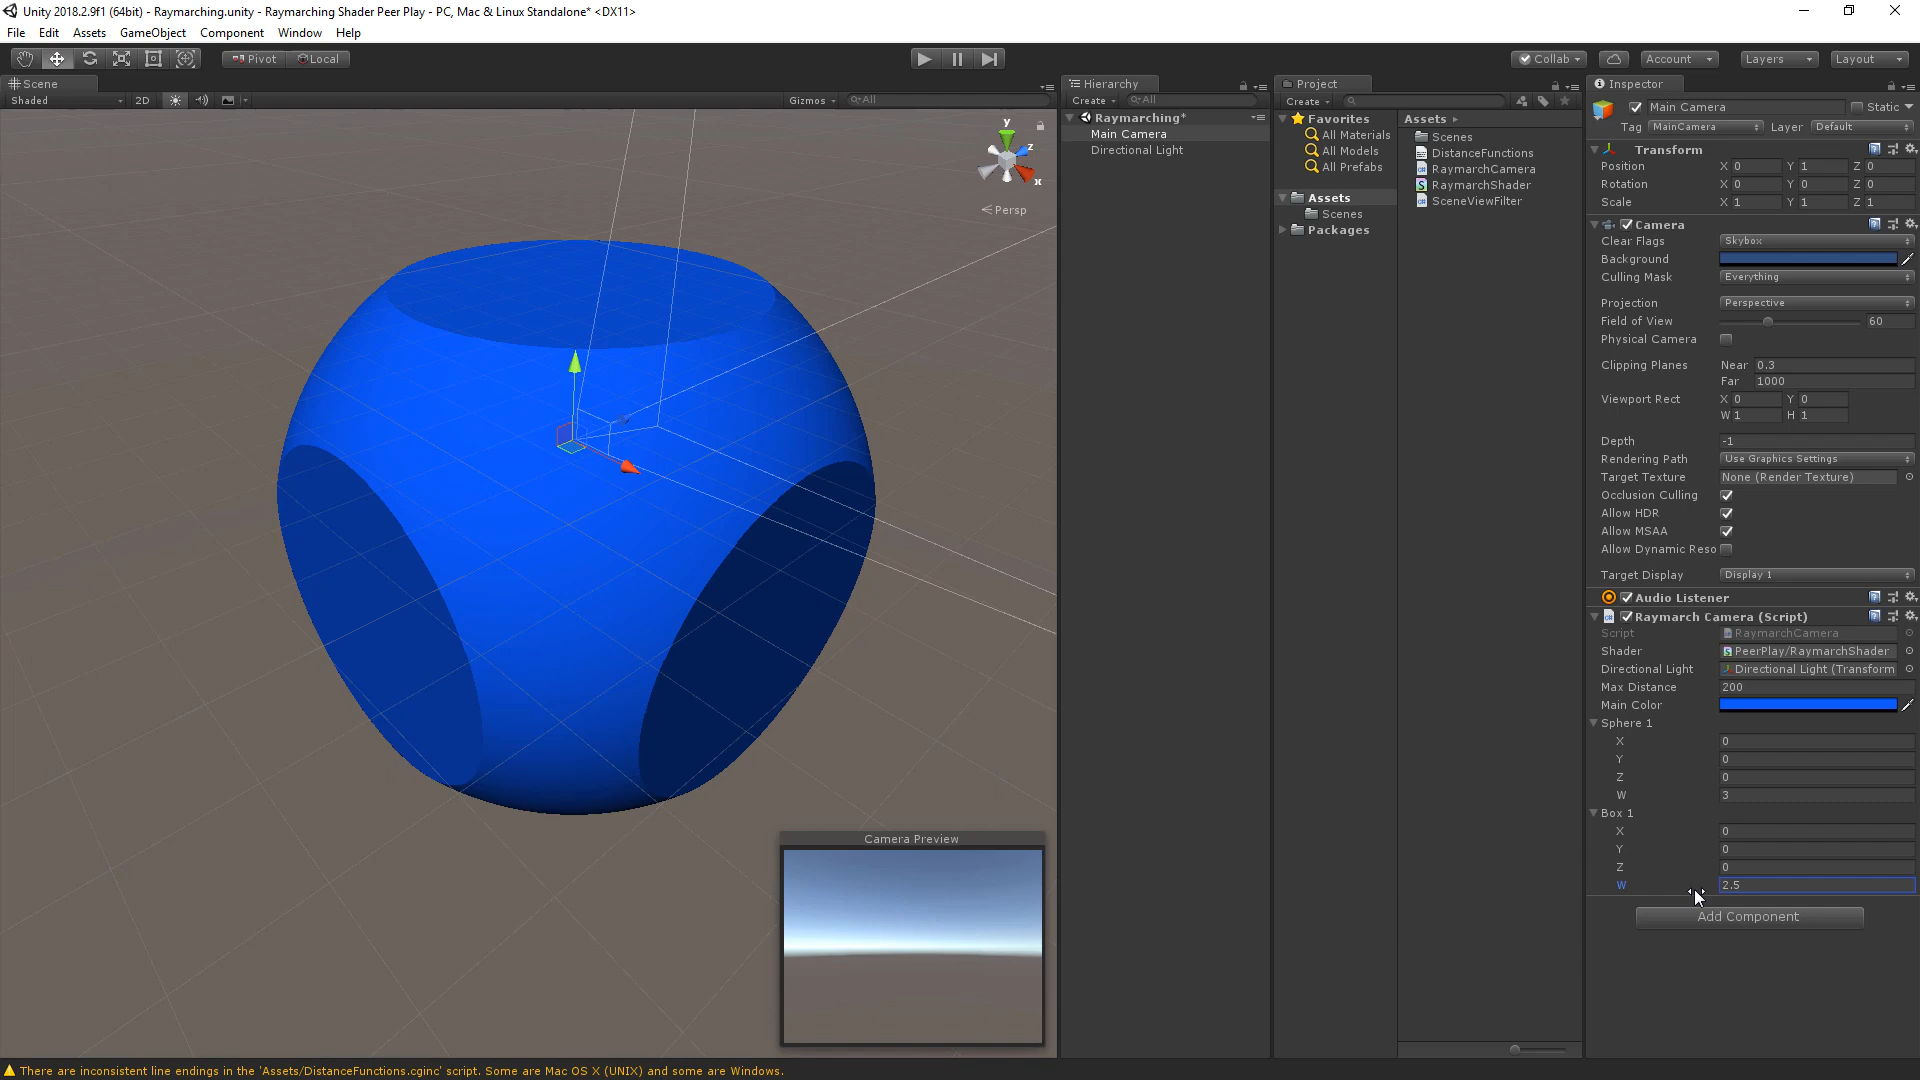 Unity 2018.2.9f1 (64bit) - Raymarching.unity - Raymarching Shader Peer Play - PC, Mac & Linux Standalone* <DX11>
File Edit Assets GameObject Component Window Help
Pivot Local
Collab Account Layers Layout
Scene
Shaded 2D Gizmos All
y
z
x
Persp
Camera Preview
Hierarchy
Create All
Raymarching*
Main Camera
Directional Light
Project
Create
Favorites
All Materials
All Models
All Prefabs
Assets
Scenes
Packages
Assets
Scenes
DistanceFunctions
RaymarchCamera
RaymarchShader
SceneViewFilter
Inspector
Main Camera Static
Tag MainCamera Layer Default
Transform
Position X 0 Y 1 Z 0
Rotation X 0 Y 0 Z 0
Scale X 1 Y 1 Z 1
Camera
Clear Flags Skybox
Background
Culling Mask Everything
Projection Perspective
Field of View 60
Physical Camera
Clipping Planes Near 0.3
Far 1000
Viewport Rect X 0 Y 0
W 1 H 1
Depth -1
Rendering Path Use Graphics Settings
Target Texture None (Render Texture)
Occlusion Culling
Allow HDR
Allow MSAA
Allow Dynamic Reso
Target Display Display 1
Audio Listener
Raymarch Camera (Script)
Script RaymarchCamera
Shader PeerPlay/RaymarchShader
Directional Light Directional Light (Transform
Max Distance 200
Main Color
Sphere 1
X 0
Y 0
Z 0
W 3
Box 1
X 0
Y 0
Z 0
W 2.5
Add Component
There are inconsistent line endings in the 'Assets/DistanceFunctions.cginc' script. Some are Mac OS X (UNIX) and some are Windows.